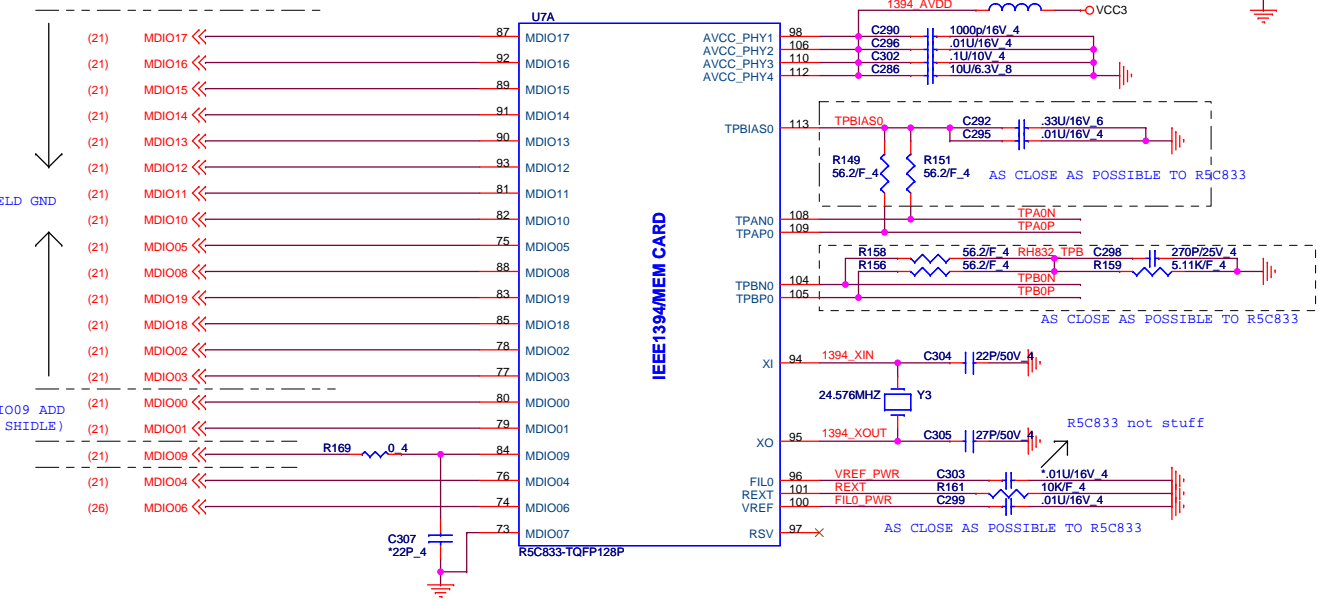 1394_AVDD
VCC3
U7A
(21) MDIO17 87 MDIO17
(21) MDIO16 92 MDIO16
(21) MDIO15 89 MDIO15
(21) MDIO14 91 MDIO14
(21) MDIO13 90 MDIO13
(21) MDIO12 93 MDIO12
(21) MDIO11 81 MDIO11
ELD GND
(21) MDIO10 82 MDIO10
(21) MDIO05 75 MDIO05
(21) MDIO08 88 MDIO08
(21) MDIO19 83 MDIO19
(21) MDIO18 85 MDIO18
(21) MDIO02 78 MDIO02
(21) MDIO03 77 MDIO03
(21) MDIO00 80 MDIO00
IO09 ADD
SHIDLE)
(21) MDIO01 79 MDIO01
(21) MDIO09 R169 0_4 84 MDIO09
(21) MDIO04 76 MDIO04
(26) MDIO06 74 MDIO06
73 MDIO07
C307
*22P_4
R5C833-TQFP128P
IEEE1394/MEM CARD
AVCC_PHY1 98 C290 1000p/16V_4
AVCC_PHY2 106 C296 .01U/16V_4
AVCC_PHY3 110 C302 .1U/10V_4
AVCC_PHY4 112 C286 10U/6.3V_8
TPBIAS0 113 TPBIAS0 C292 .33U/16V_6
C295 .01U/16V_4
R149 R151
56.2/F_4 56.2/F_4
AS CLOSE AS POSSIBLE TO R5C833
TPAN0 108 TPA0N
TPAP0 109 TPA0P
R158 56.2/F_4 RH832_TPB C298 270P/25V_4
R156 56.2/F_4 R159 5.11K/F_4
TPBN0 104 TPB0N
TPBP0 105 TPB0P
AS CLOSE AS POSSIBLE TO R5C833
XI 94 1394_XIN C304 22P/50V_4
24.576MHZ Y3
R5C833 not stuff
XO 95 1394_XOUT C305 27P/50V_4
FIL0 96 VREF_PWR C303 *.01U/16V_4
REXT 101 REXT R161 10K/F_4
VREF 100 FIL0_PWR C299 .01U/16V_4
AS CLOSE AS POSSIBLE TO R5C833
RSV 97